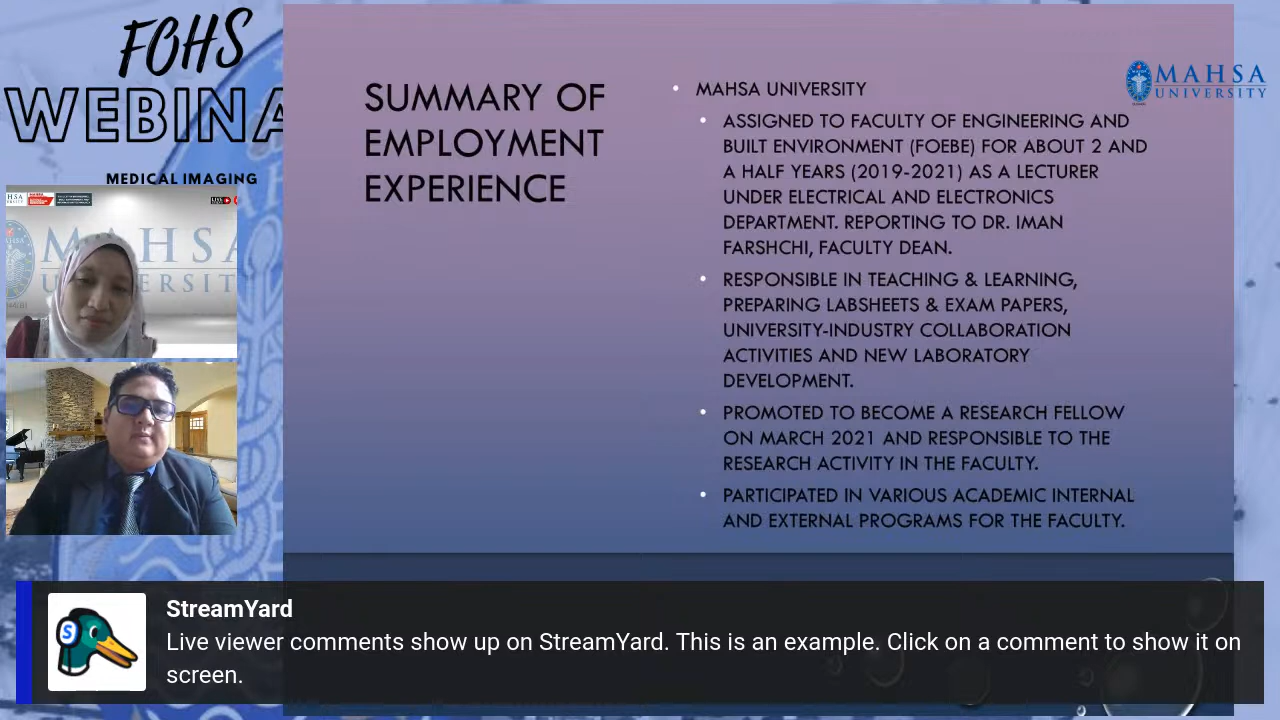 FOHS
WEBINA
MEDICAL IMAGING
MAHSA
UNIVERSITY
SUMMARY OF
EMPLOYMENT
EXPERIENCE
MAHSA UNIVERSITY
ASSIGNED TO FACULTY OF ENGINEERING AND
BUILT ENVIRONMENT (FOEBE) FOR ABOUT 2 AND
A HALF YEARS (2019-2021) AS A LECTURER
UNDER ELECTRICAL AND ELECTRONICS
DEPARTMENT. REPORTING TO DR. IMAN
FARSHCHI, FACULTY DEAN.
RESPONSIBLE IN TEACHING & LEARNING,
PREPARING LABSHEETS & EXAM PAPERS,
UNIVERSITY-INDUSTRY COLLABORATION
ACTIVITIES AND NEW LABORATORY
DEVELOPMENT.
PROMOTED TO BECOME A RESEARCH FELLOW
ON MARCH 2021 AND RESPONSIBLE TO THE
RESEARCH ACTIVITY IN THE FACULTY.
PARTICIPATED IN VARIOUS ACADEMIC INTERNAL
AND EXTERNAL PROGRAMS FOR THE FACULTY.
MAHSA
UNIVERSITY
S
StreamYard
Live viewer comments show up on StreamYard. This is an example. Click on a comment to show it on
screen.